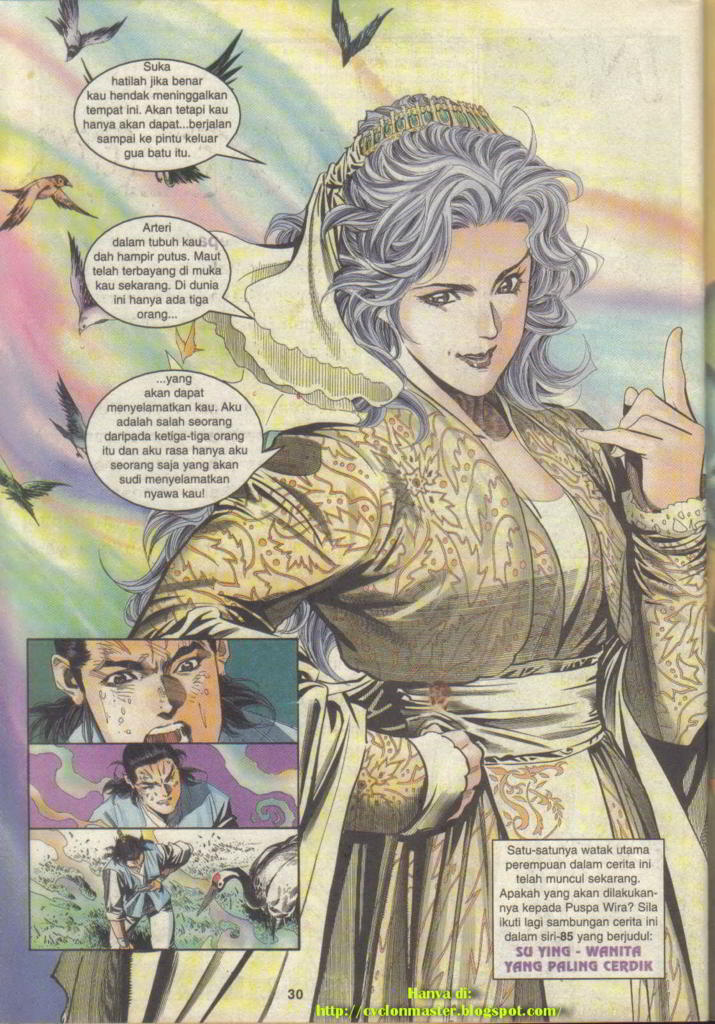 Suka
hatilah jika benar
kau hendak meninggalkan
tempat ini. Akan tetapi kau
hanya akan dapat...berjalan
sampai ke pintu keluar
gua batu itu.
Arteri
dalam tubuh kau
dah hampir putus. Maut
telah terbayang di muka
kau sekarang. Di dunia
ini hanya ada tiga
orang...
...yang
akan dapat
menyelamatkan kau. Aku
adalah salah seorang
daripada ketiga-tiga orang
itu dan aku rasa hanya aku
seorang saja yang akan
sudi menyelamatkan
nyawa kau!
Satu-satunya watak utama
perempuan dalam cerita ini
telah muncul sekarang.
Apakah yang akan dilakukan-
nya kepada Puspa Wira? Sila
ikuti lagi sambungan cerita ini
dalam siri-85 yang berjudul:
SU YING - WANITA
YANG PALING CERDIK
30
Hanya di:
http://cyclonmaster.blogspot.com/